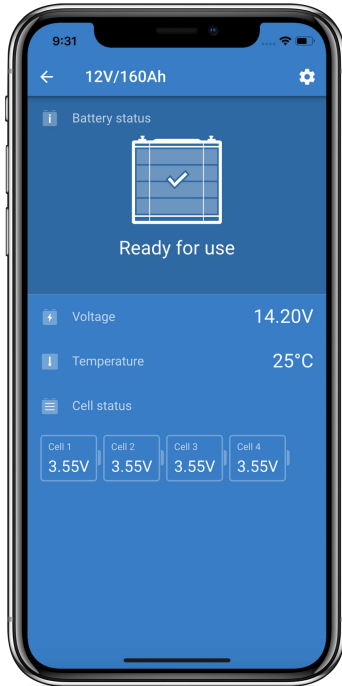 9:31
12V/160Ah
Battery status
Ready for use
Voltage 14.20V
Temperature 25°C
Cell status
Cell 1 Cell 2 Cell 3 Cell 4
3.55V 3.55V 3.55V 3.55V